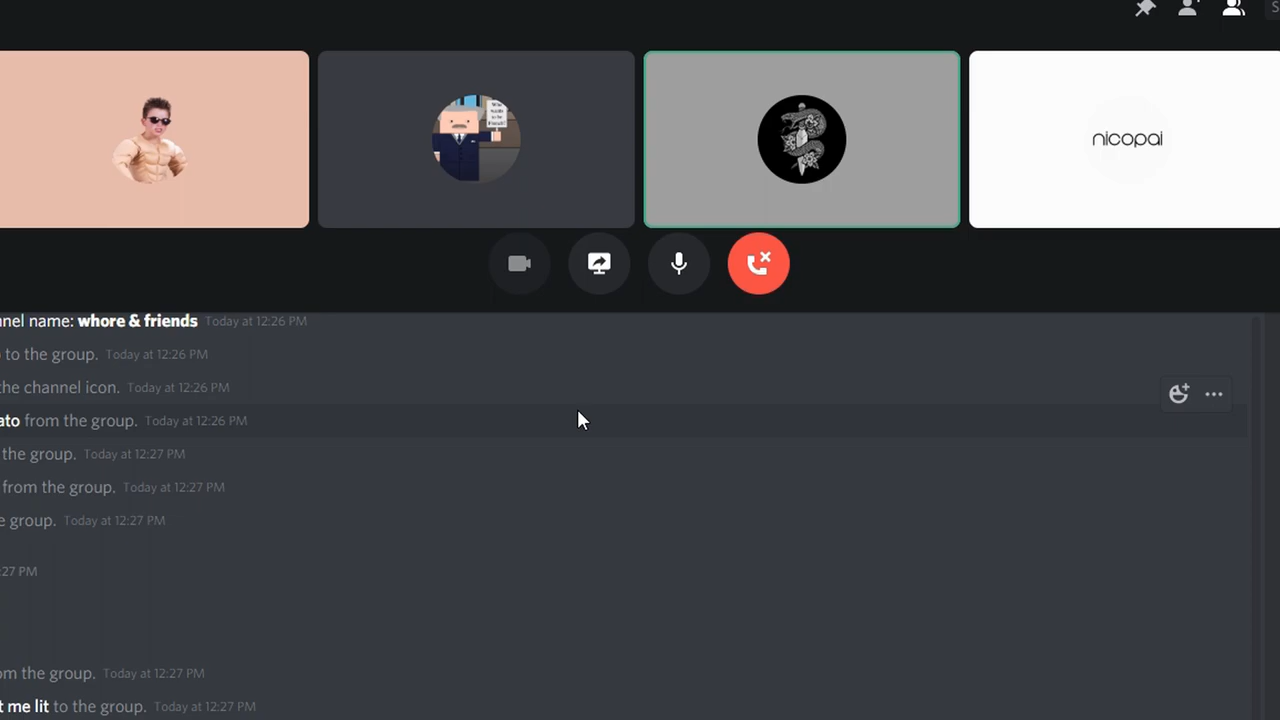 nicopai
nel name: whore & friends Today at 12:26 PM
to the group. Today at 12:26 PM
the channel icon. Today at 12:26 PM
ato from the group. Today at 12:26 PM
the group. Today at 12:27 PM
from the group. Today at 12:27 PM
e group. Today at 12:27 PM
:27 PM
om the group. Today at 12:27 PM
t me lit to the group. Today at 12:27 PM